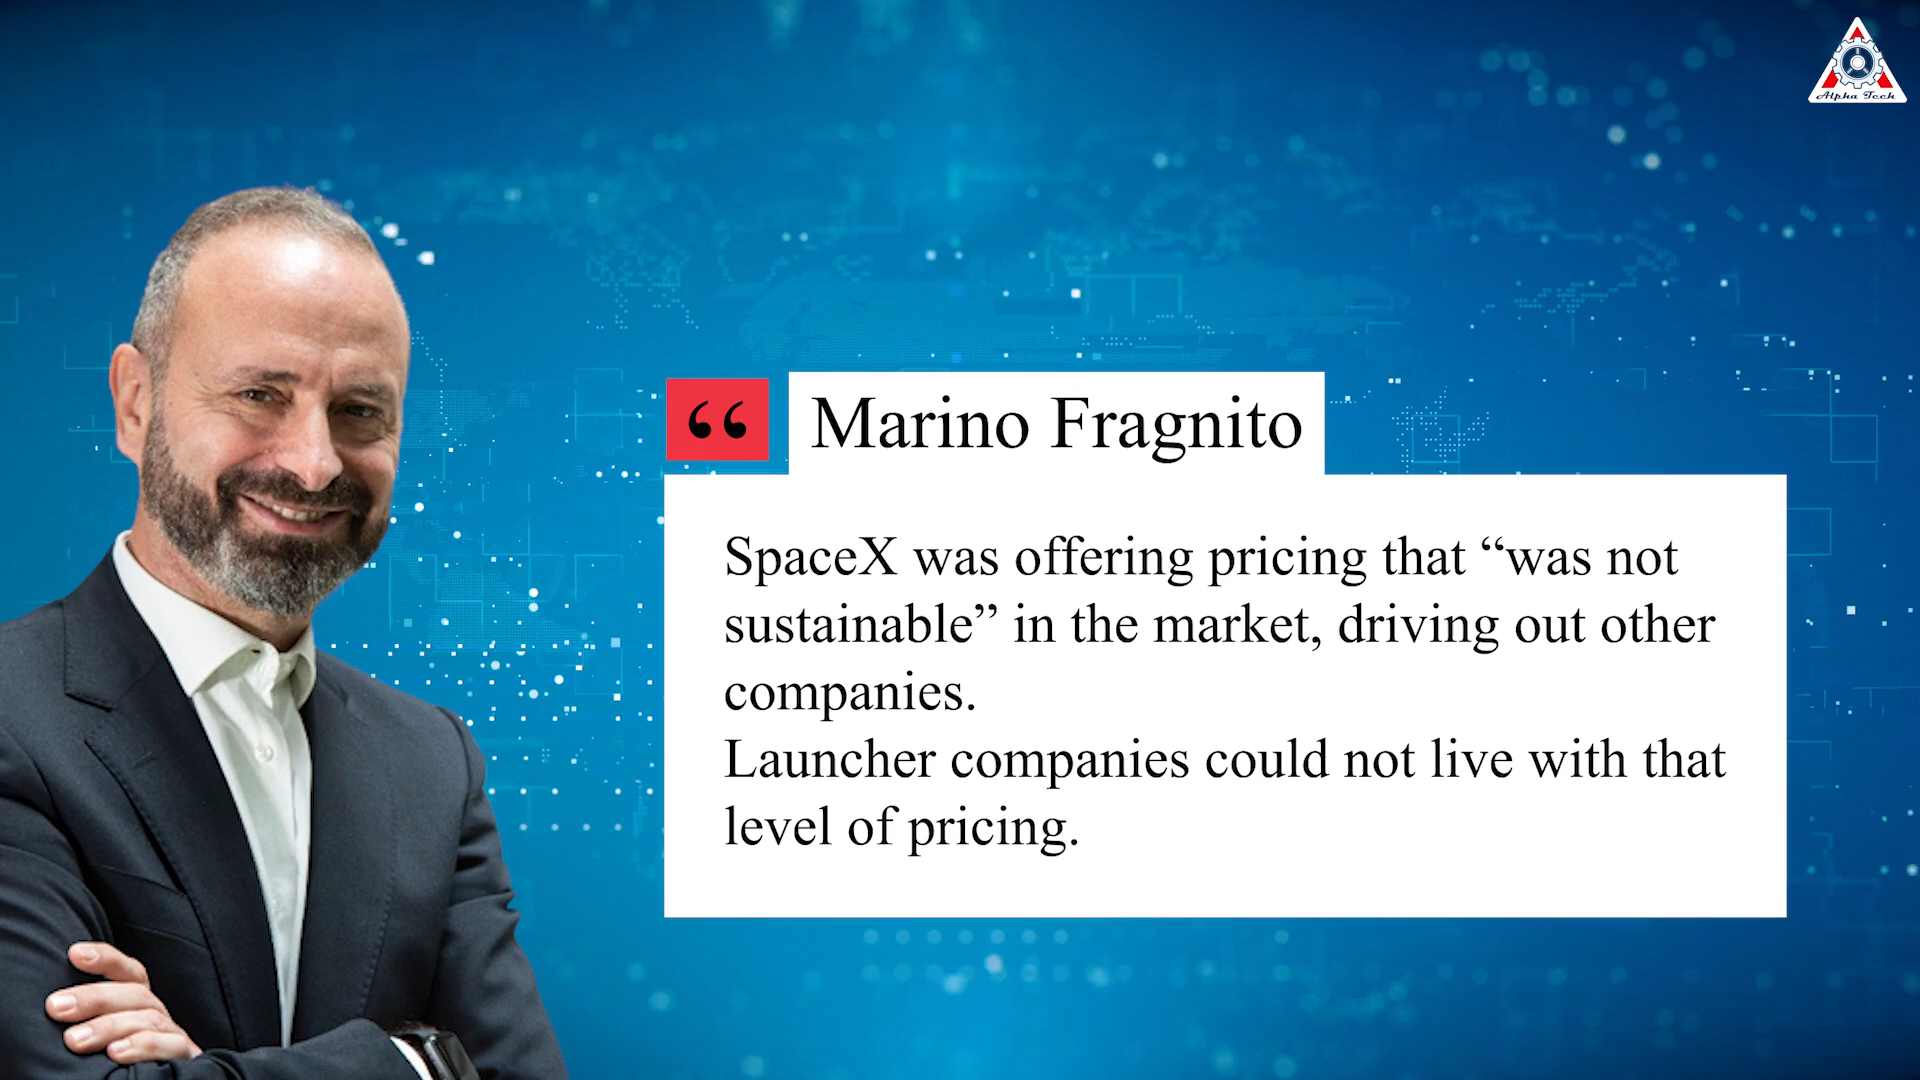 Alpha Tech
“
Marino Fragnito
SpaceX was offering pricing that “was not
sustainable” in the market, driving out other
companies.
Launcher companies could not live with that
level of pricing.